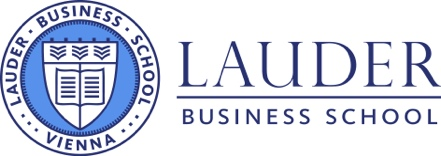 LAUDER · BUSINESS · SCHOOL
· · · VIENNA · · ·
LAUDER
BUSINESS SCHOOL